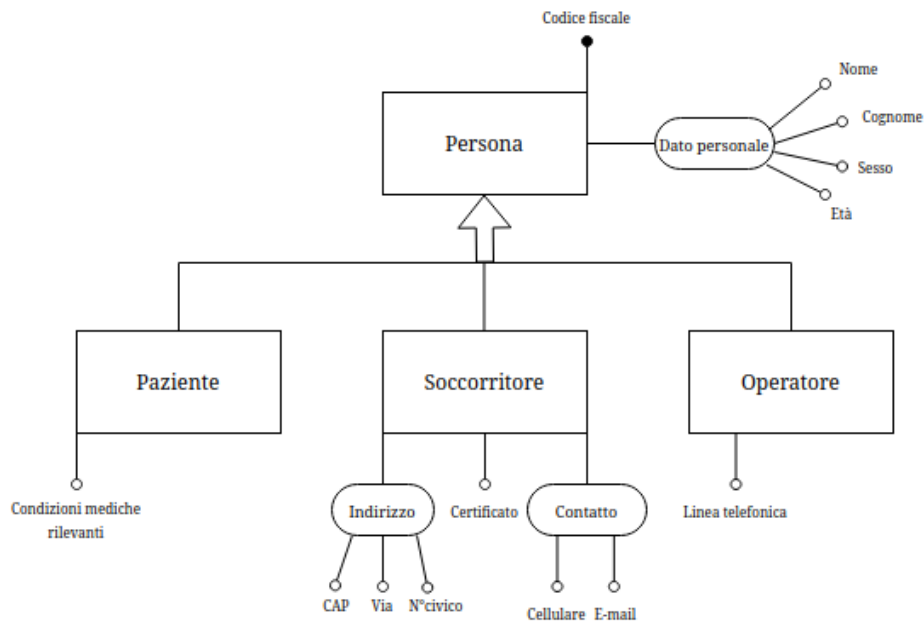 Codice fiscale
Nome
Cognome
Persona
Dato personale
Sesso
Età
Paziente
Soccorritore
Operatore
Condizioni mediche
rilevanti
Indirizzo
Certificato
Contatto
Linea telefonica
CAP
Via
N°civico
Cellulare
E-mail